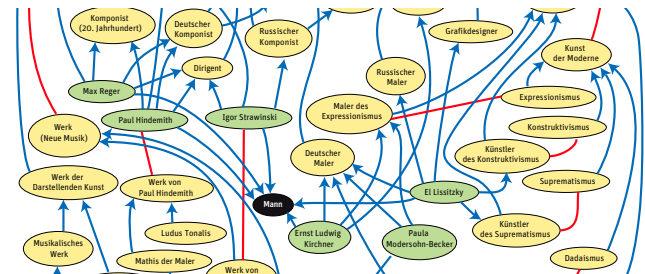 Komponist
(20. Jahrhundert)
Deutscher
Komponist
Russischer
Komponist
Grafikdesigner
Kunst
der Moderne
Dirigent
Russischer
Maler
Max Reger
Expressionismus
Paul Hindemith
Igor Strawinski
Maler des
Expressionismus
Konstruktivismus
Werk
(Neue Musik)
Deutscher
Maler
Künstler
des Konstruktivismus
Werk der
Darstellenden Kunst
Werk von
Paul Hindemith
El Lissitzky
Suprematismus
Mann
Ludus Tonalis
Ernst Ludwig
Kirchner
Paula
Modersohn-Becker
Künstler
des Suprematismus
Musikalisches
Werk
Mathis der Maler
Werk von
Dadaismus